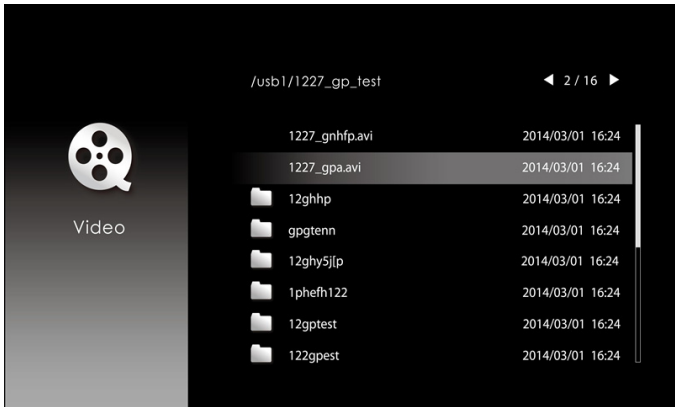 /usb1/1227_gp_test ◀ 2 / 16 ▶
1227_gnhfp.avi 2014/03/01 16:24
1227_gpa.avi 2014/03/01 16:24
12ghhp 2014/03/01 16:24
Video
gpgtenn 2014/03/01 16:24
12ghy5j[p 2014/03/01 16:24
1phefh122 2014/03/01 16:24
12gptest 2014/03/01 16:24
122gpest 2014/03/01 16:24